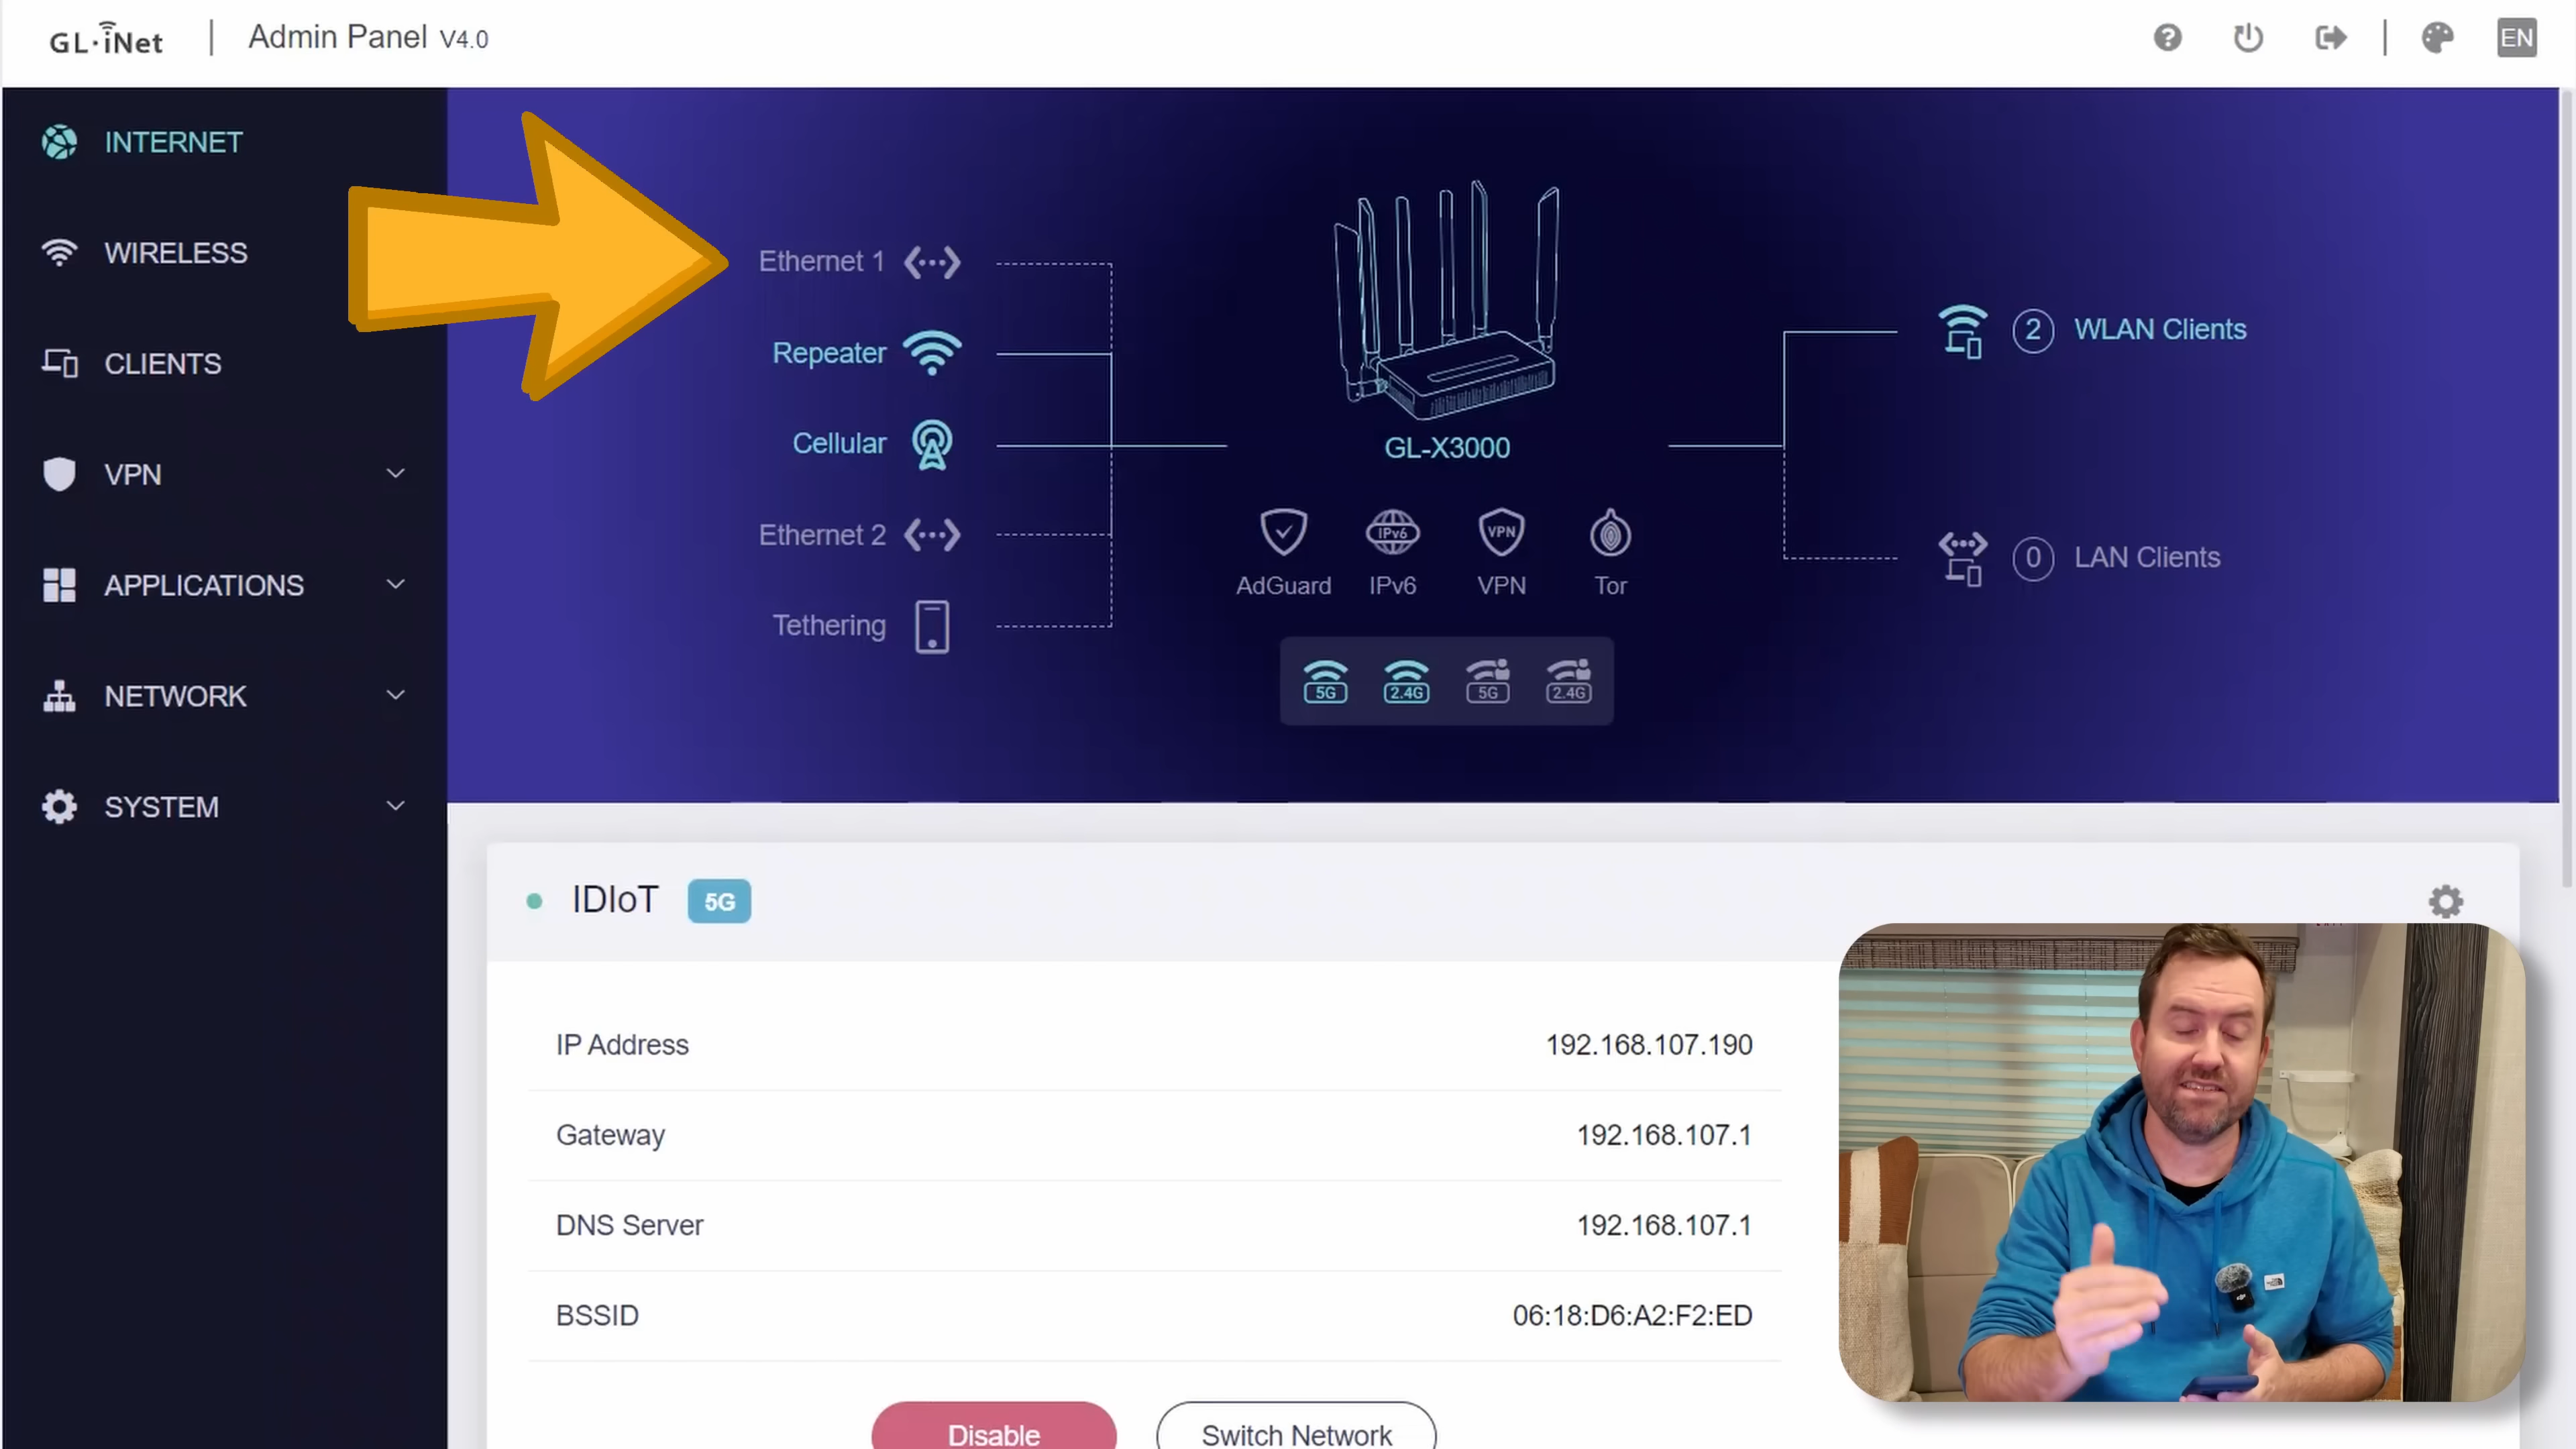 GL·iNet | Admin Panel V4.0
EN
INTERNET
WIRELESS
CLIENTS
VPN
APPLICATIONS
NETWORK
SYSTEM
Ethernet 1
Repeater
Cellular
Ethernet 2
Tethering
GL-X3000
AdGuard
IPv6
IPv6
VPN
VPN
Tor
5G
2.4G
5G
2.4G
2 WLAN Clients
0 LAN Clients
IDIoT 5G
IP Address 192.168.107.190
Gateway 192.168.107.1
DNS Server 192.168.107.1
BSSID 06:18:D6:A2:F2:ED
Disable
Switch Network